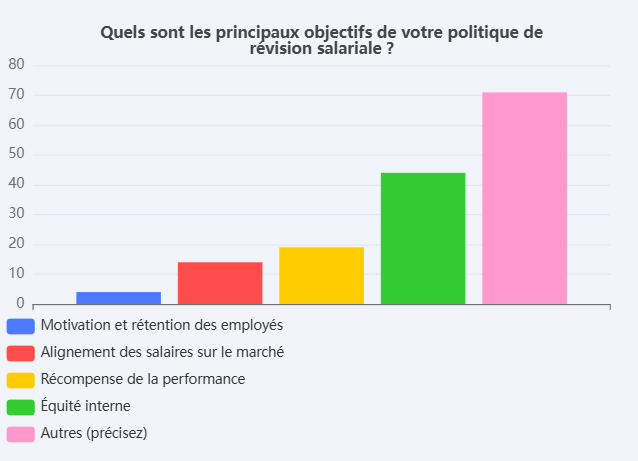 Quels sont les principaux objectifs de votre politique de
révision salariale ?
80
70
60
50
40
30
20
10
0
Motivation et rétention des employés
Alignement des salaires sur le marché
Récompense de la performance
Équité interne
Autres (précisez)